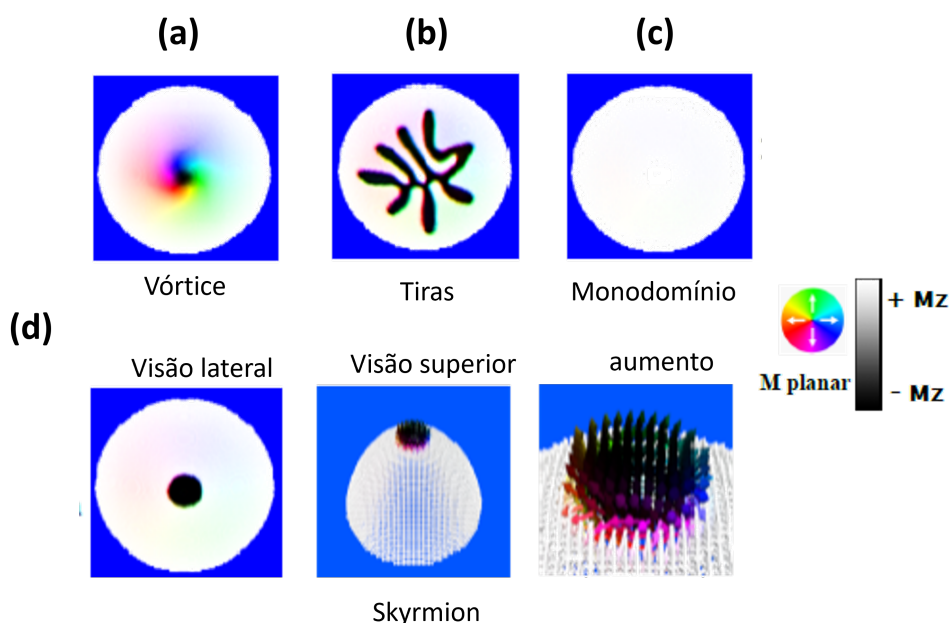 (a)
(b)
(c)
Vórtice
Tiras
Monodomínio
(d)
Visão lateral
Visão superior
aumento
+ Mz
M planar
- Mz
Skyrmion